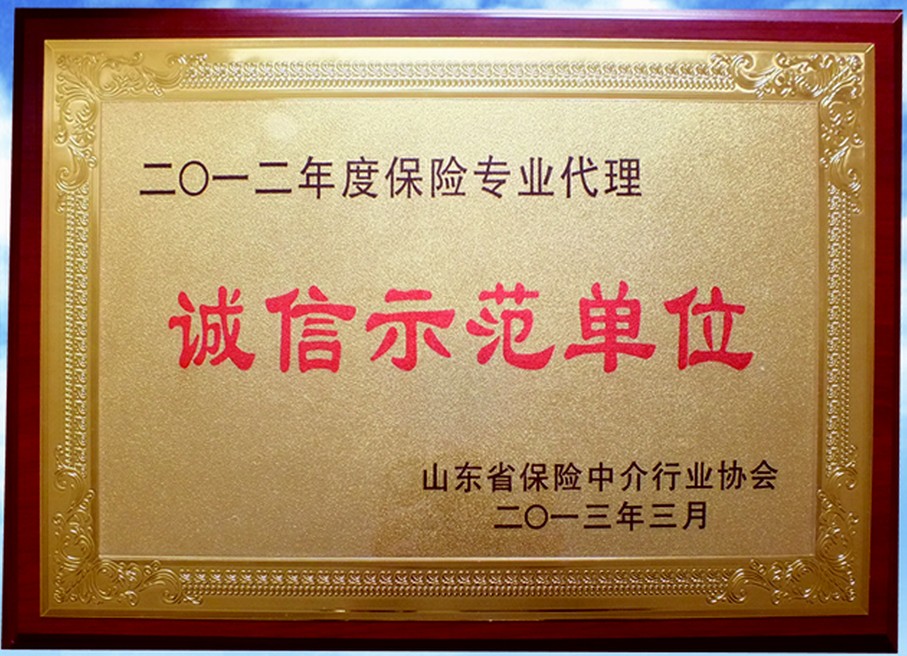 二〇一二年度保险专业代理
诚信示范单位
山东省保险中介行业协会
二〇一三年三月